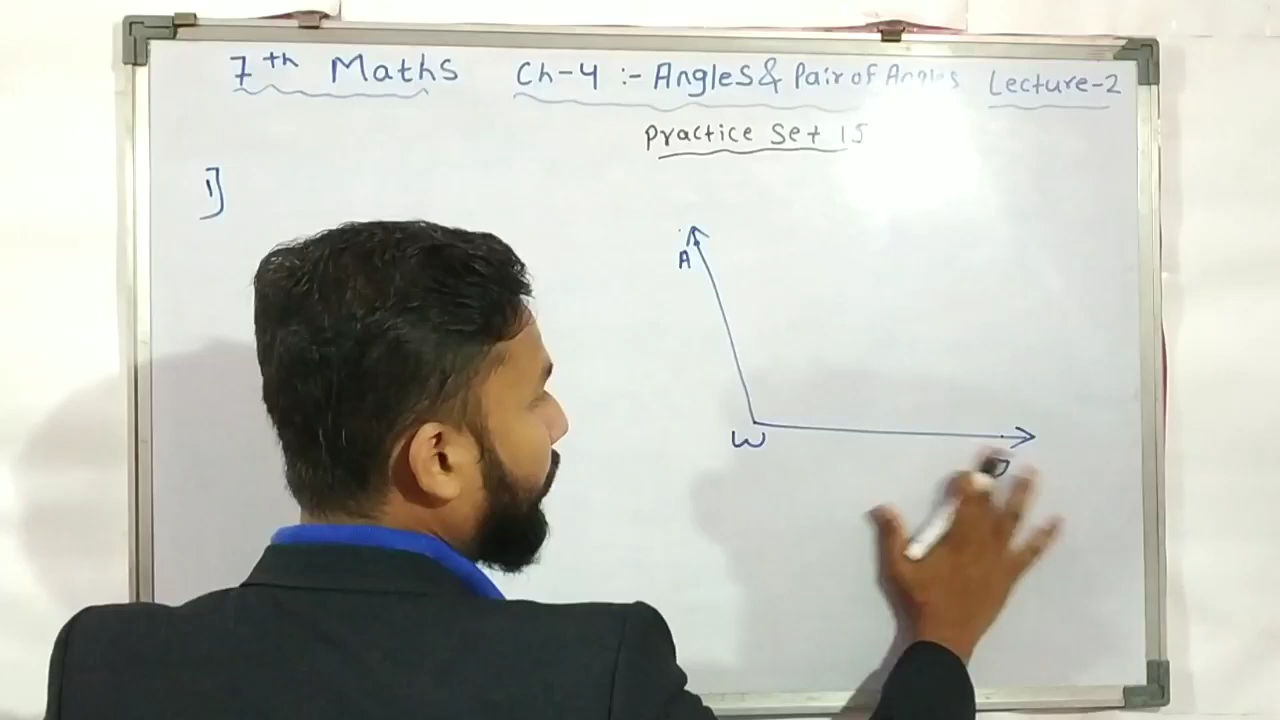 7th Maths Ch-4 :- Angles & Pair of Angles Lecture-2
Practice Set 15
1]
A
W
D